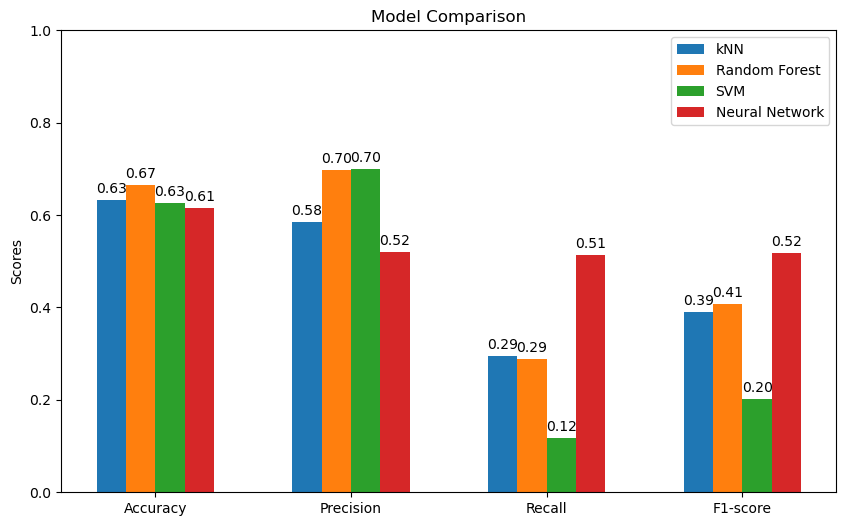 Model Comparison
kNN
Random Forest
SVM
Neural Network
Scores
1.0
0.8
0.6
0.4
0.2
0.0
0.63
0.67
0.63
0.61
0.58
0.70
0.70
0.52
0.29
0.29
0.12
0.51
0.39
0.41
0.20
0.52
Accuracy
Precision
Recall
F1-score